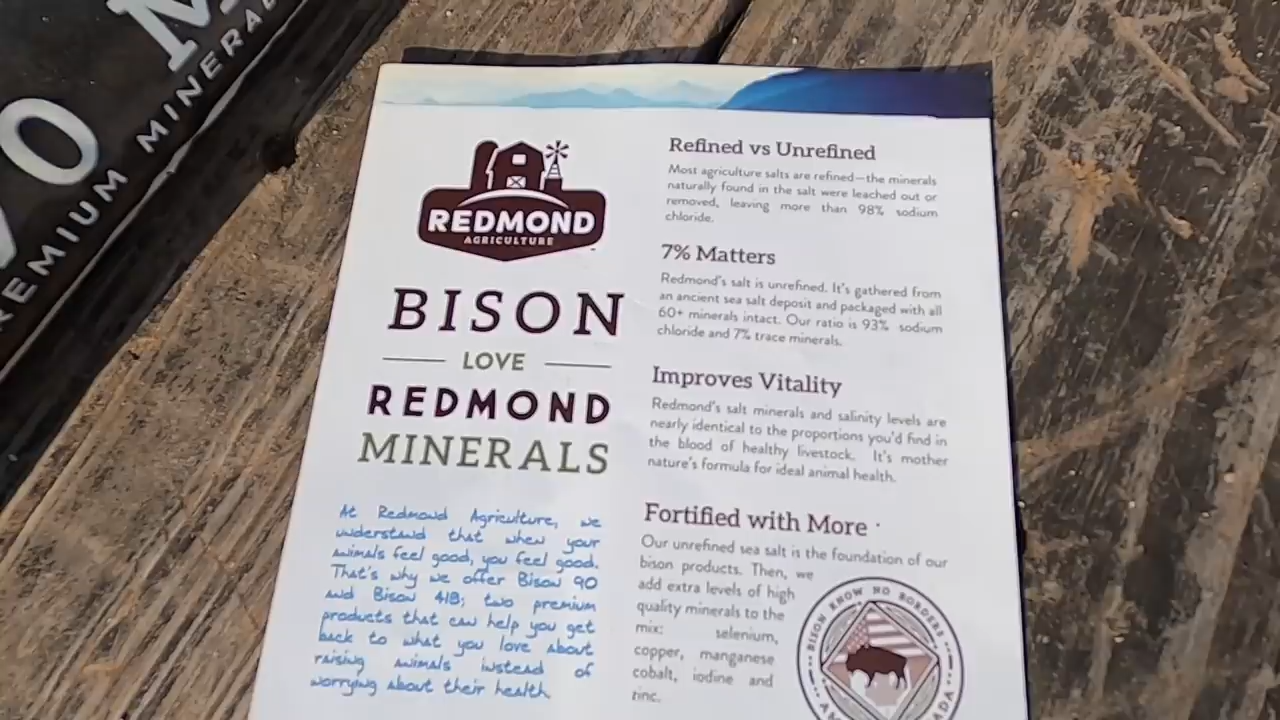 MINERAL
PREMIUM
REDMOND
AGRICULTURE
BISON
LOVE
REDMOND
MINERALS
At Redmond Agriculture, we
understand that when your
animals feel good, you feel good.
That's why we offer Bison 90
and Bison 41B; two premium
products that can help you get
back to what you love about
raising animals instead of
worrying about their health.
Refined vs Unrefined
Most agriculture salts are refined—the minerals
naturally found in the salt were leached out or
removed, leaving more than 98% sodium
chloride.
7% Matters
Redmond's salt is unrefined. It's gathered from
an ancient sea salt deposit and packaged with all
60+ minerals intact. Our ratio is 93% sodium
chloride and 7% trace minerals.
Improves Vitality
Redmond's salt minerals and salinity levels are
nearly identical to the proportions you'd find in
the blood of healthy livestock. It's mother
nature's formula for ideal animal health.
Fortified with More
Our unrefined sea salt is the foundation of our
bison products. Then, we
add extra levels of high
quality minerals to the
mix: selenium,
copper, manganese
cobalt, iodine and
zinc.
BISON KNOW NO BORDERS